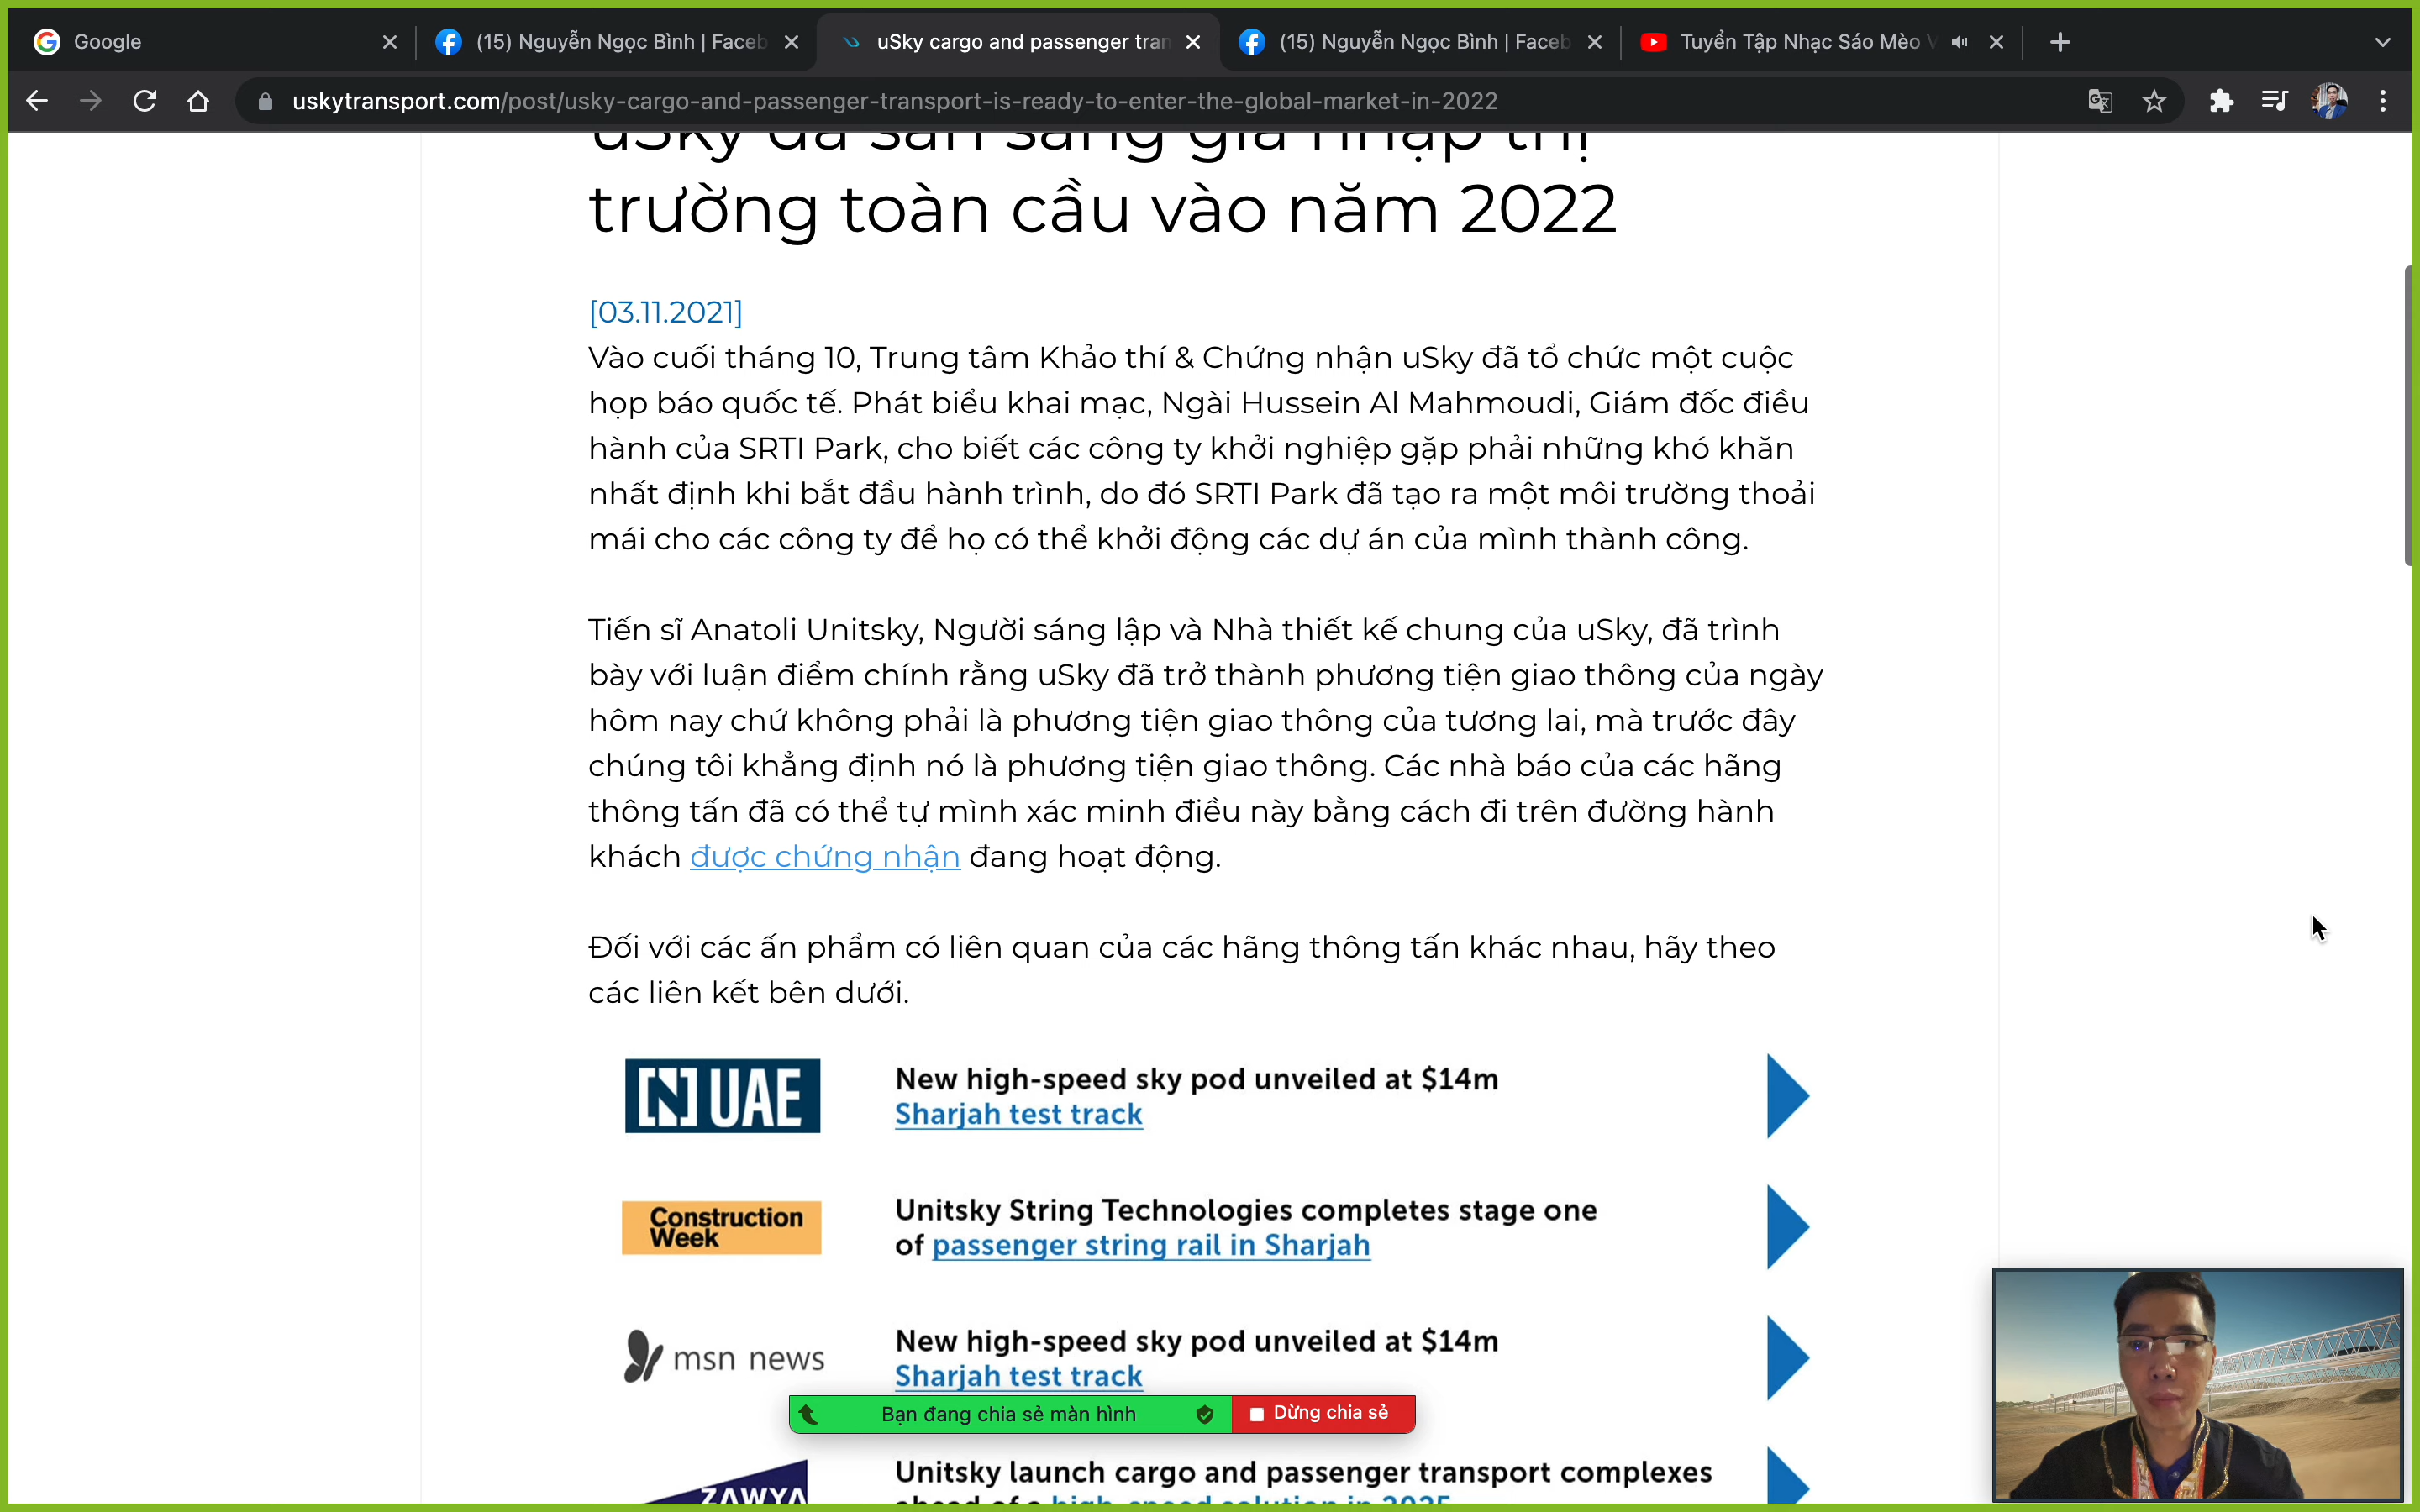 Google
(15) Nguyễn Ngọc Bình | Faceb
uSky cargo and passenger tran
(15) Nguyễn Ngọc Bình | Faceb
Tuyển Tập Nhạc Sáo Mèo V
uskytransport.com/post/usky-cargo-and-passenger-transport-is-ready-to-enter-the-global-market-in-2022
uSky đã sẵn sàng gia nhập thị
trường toàn cầu vào năm 2022
[03.11.2021]
Vào cuối tháng 10, Trung tâm Khảo thí & Chứng nhận uSky đã tổ chức một cuộc
họp báo quốc tế. Phát biểu khai mạc, Ngài Hussein Al Mahmoudi, Giám đốc điều
hành của SRTI Park, cho biết các công ty khởi nghiệp gặp phải những khó khăn
nhất định khi bắt đầu hành trình, do đó SRTI Park đã tạo ra một môi trường thoải
mái cho các công ty để họ có thể khởi động các dự án của mình thành công.
Tiến sĩ Anatoli Unitsky, Người sáng lập và Nhà thiết kế chung của uSky, đã trình
bày với luận điểm chính rằng uSky đã trở thành phương tiện giao thông của ngày
hôm nay chứ không phải là phương tiện giao thông của tương lai, mà trước đây
chúng tôi khẳng định nó là phương tiện giao thông. Các nhà báo của các hãng
thông tấn đã có thể tự mình xác minh điều này bằng cách đi trên đường hành
khách được chứng nhận đang hoạt động.
Đối với các ấn phẩm có liên quan của các hãng thông tấn khác nhau, hãy theo
các liên kết bên dưới.
[N] UAE
New high-speed sky pod unveiled at $14m
Sharjah test track
Construction
Week
Unitsky String Technologies completes stage one
of passenger string rail in Sharjah
msn news
New high-speed sky pod unveiled at $14m
Sharjah test track
Bạn đang chia sẻ màn hình
Dừng chia sẻ
ZAWYA
Unitsky launch cargo and passenger transport complexes
ahead of a high-speed solution in 2025